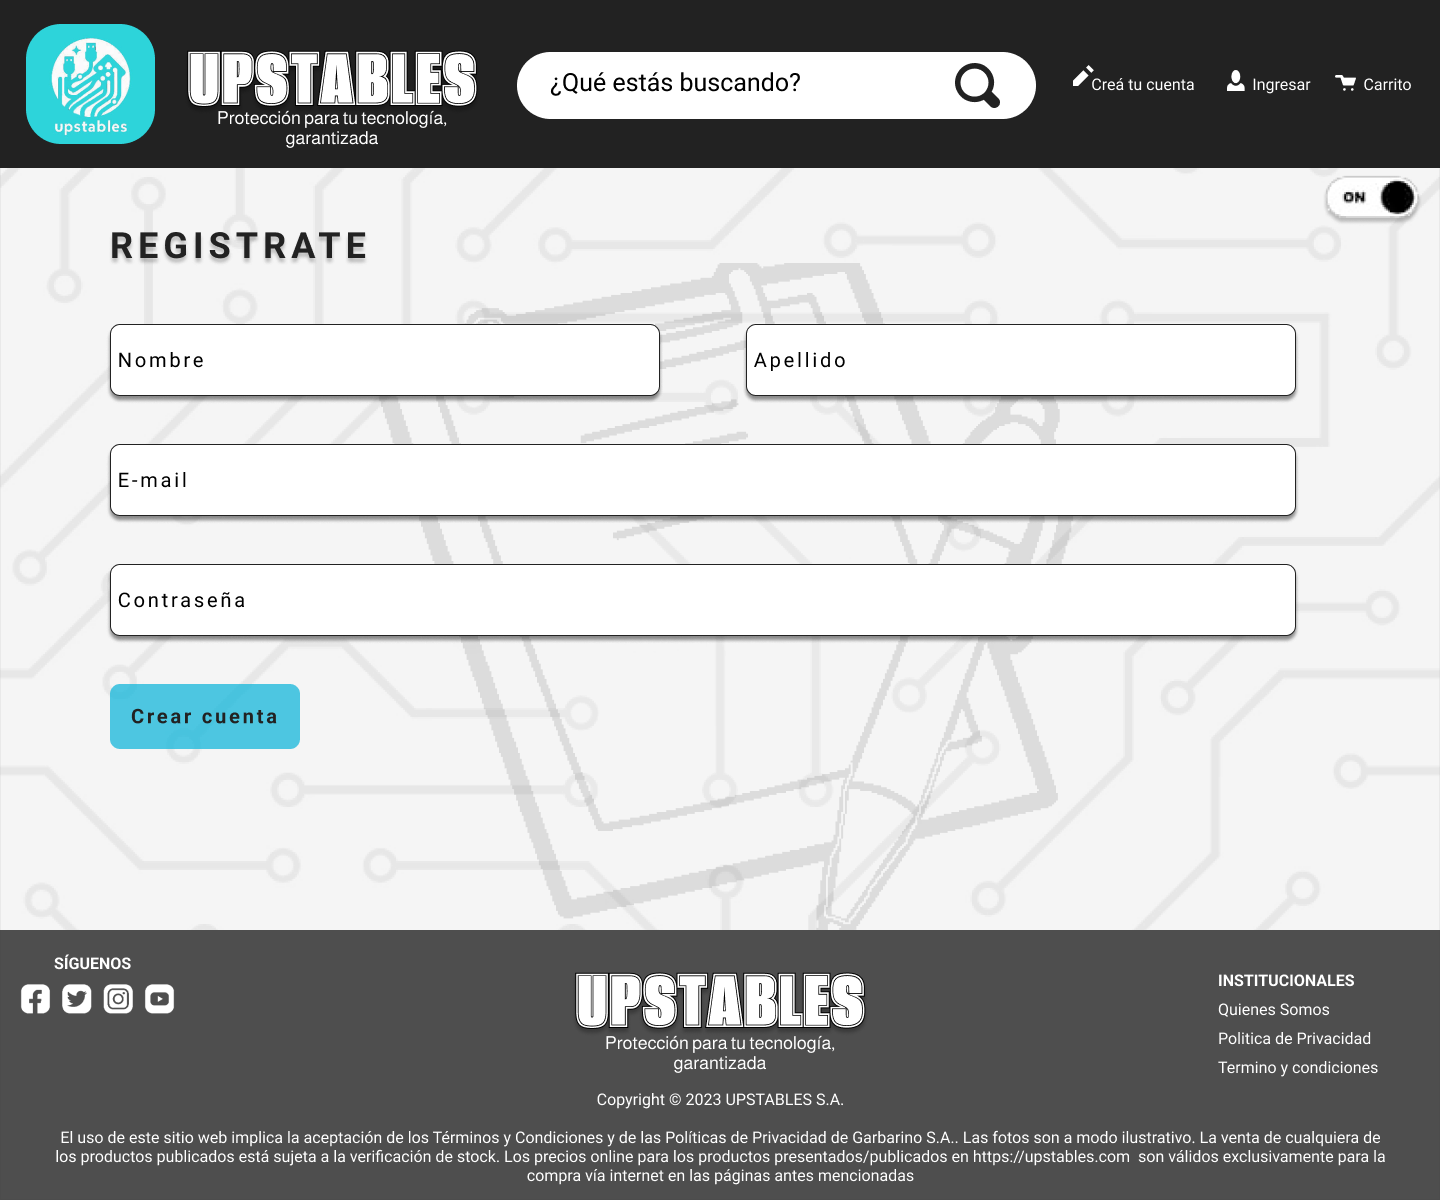 upstables
UPSTABLES
Protección para tu tecnología,
garantizada
¿Qué estás buscando?
Creá tu cuenta
Ingresar
Carrito
ON
REGISTRATE
Nombre
Apellido
E-mail
Contraseña
Crear cuenta
SÍGUENOS
UPSTABLES
Protección para tu tecnología,
garantizada
Copyright © 2023 UPSTABLES S.A.
INSTITUCIONALES
Quienes Somos
Politica de Privacidad
Termino y condiciones
El uso de este sitio web implica la aceptación de los Términos y Condiciones y de las Políticas de Privacidad de Garbarino S.A.. Las fotos son a modo ilustrativo. La venta de cualquiera de
los productos publicados está sujeta a la verificación de stock. Los precios online para los productos presentados/publicados en https://upstables.com son válidos exclusivamente para la
compra vía internet en las páginas antes mencionadas